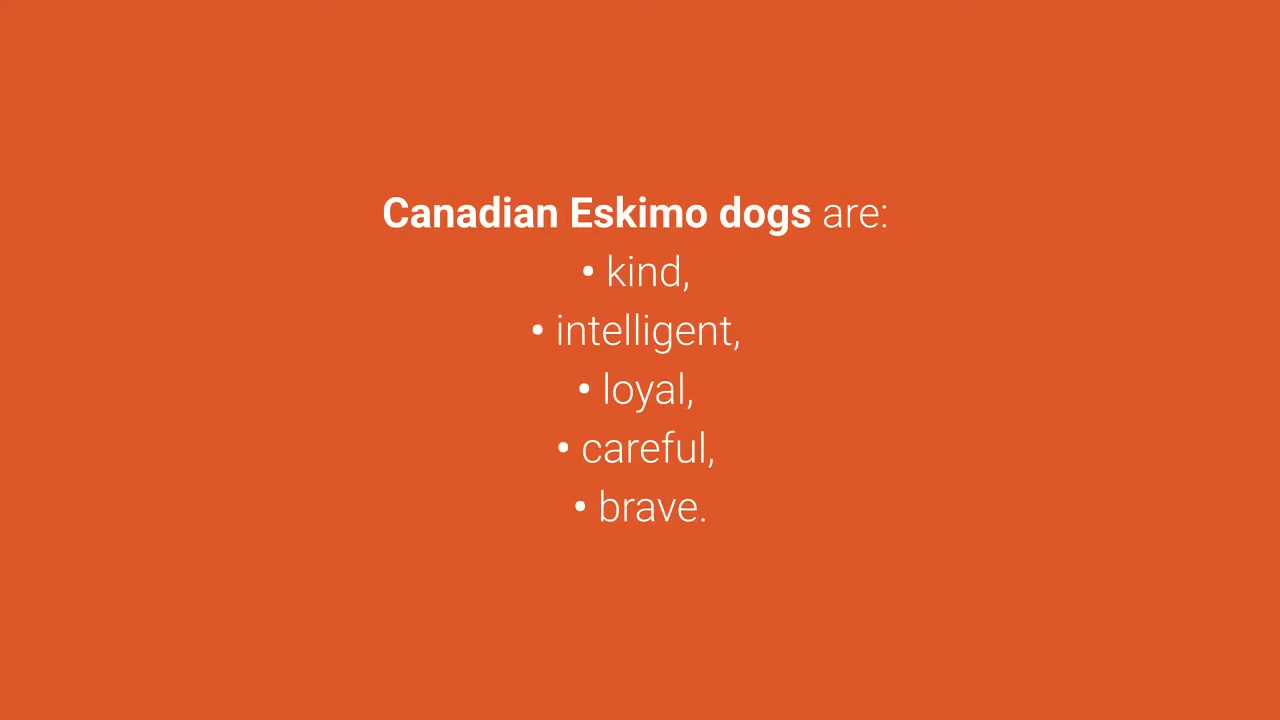 Canadian Eskimo dogs are:
• kind,
• intelligent,
• loyal,
• careful,
• brave.